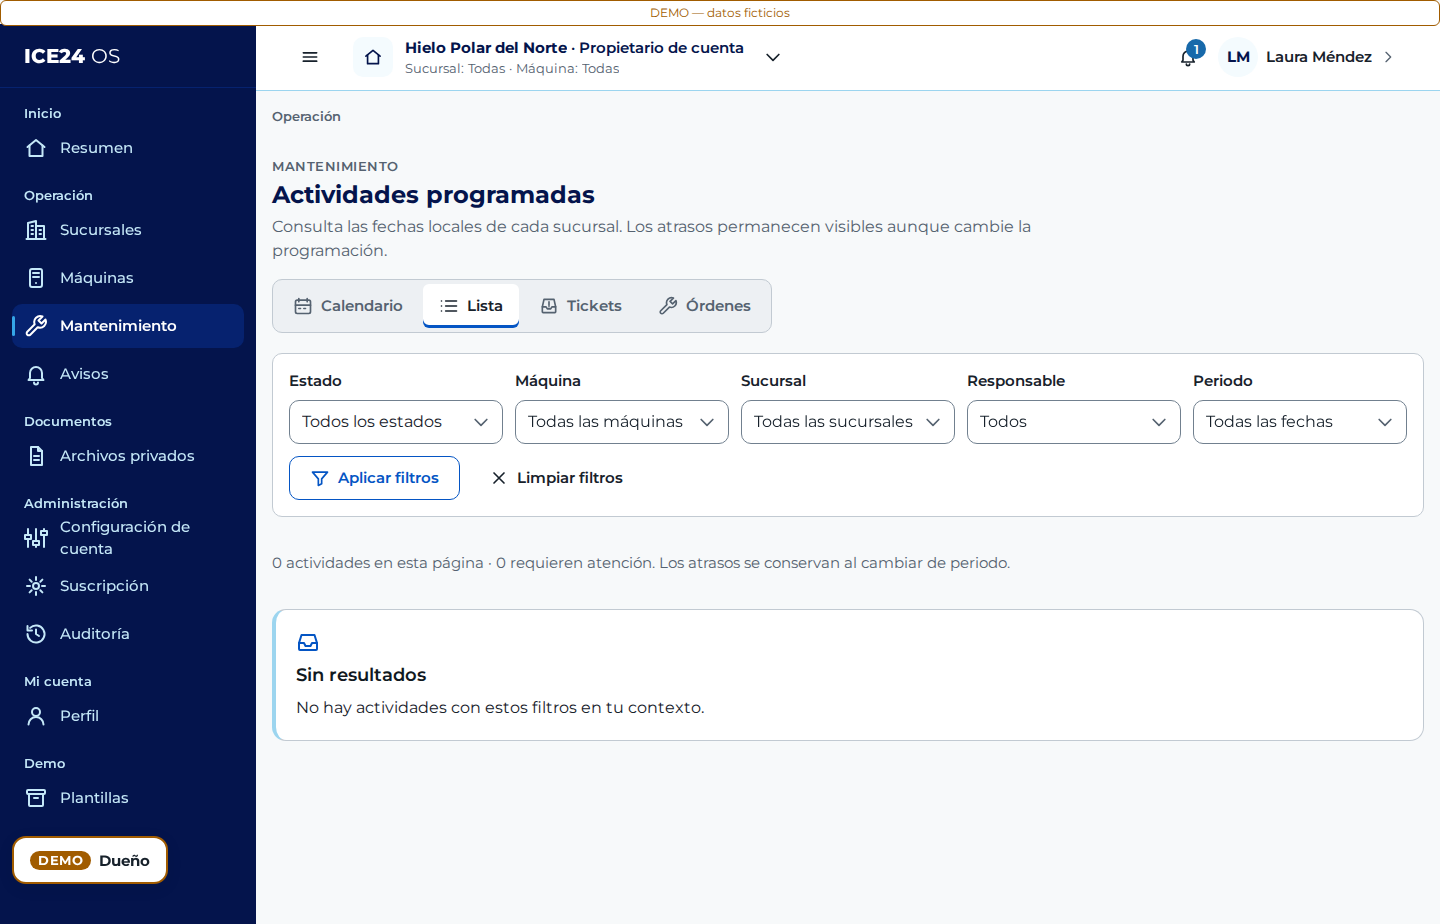 DEMO — datos ficticios
ICE24 OS
Inicio
Resumen
Operación
Sucursales
Máquinas
Mantenimiento
Avisos
Documentos
Archivos privados
Administración
Configuración de
cuenta
Suscripción
Auditoría
Mi cuenta
Perfil
Demo
Plantillas
DEMO Dueño
Hielo Polar del Norte · Propietario de cuenta
Sucursal: Todas · Máquina: Todas
1
LM Laura Méndez
Operación
MANTENIMIENTO
Actividades programadas
Consulta las fechas locales de cada sucursal. Los atrasos permanecen visibles aunque cambie la
programación.
Calendario Lista Tickets Órdenes
Estado Máquina Sucursal Responsable Periodo
Todos los estados Todas las máquinas Todas las sucursales Todos Todas las fechas
Aplicar filtros Limpiar filtros
0 actividades en esta página · 0 requieren atención. Los atrasos se conservan al cambiar de periodo.
Sin resultados
No hay actividades con estos filtros en tu contexto.